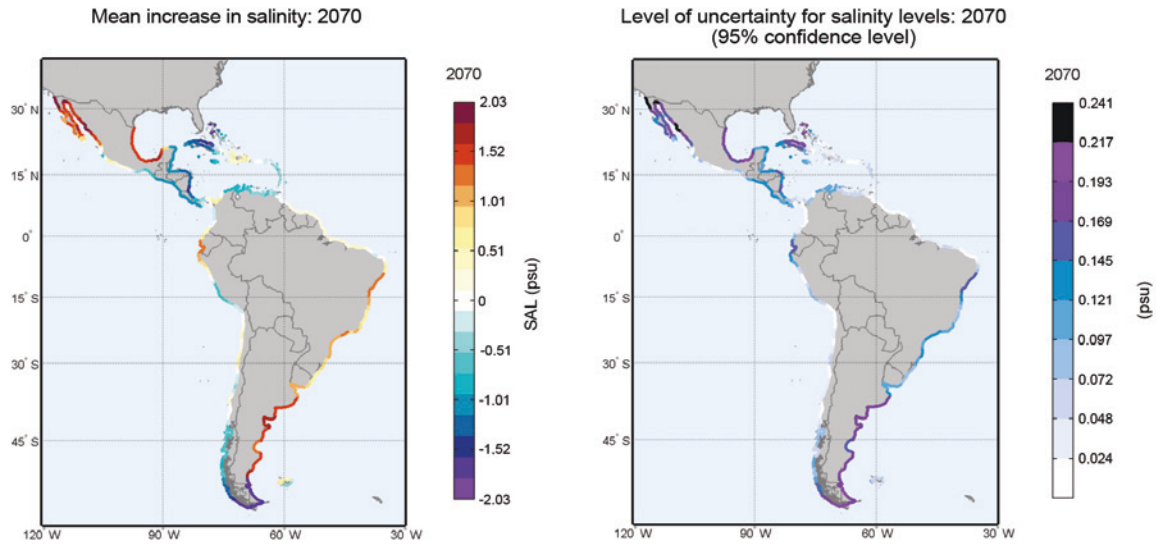 Mean increase in salinity: 2070
2070
2.03
1.52
1.01
0.51
0
-0.51
-1.01
-1.52
-2.03
SAL (psu)
30° N
15° N
0°
15° S
30° S
45° S
120° W
90° W
60° W
30° W
Level of uncertainty for salinity levels: 2070
(95% confidence level)
2070
0.241
0.217
0.193
0.169
0.145
0.121
0.097
0.072
0.048
0.024
(psu)
30° N
15° N
0°
15° S
30° S
45° S
120° W
90° W
60° W
30 W